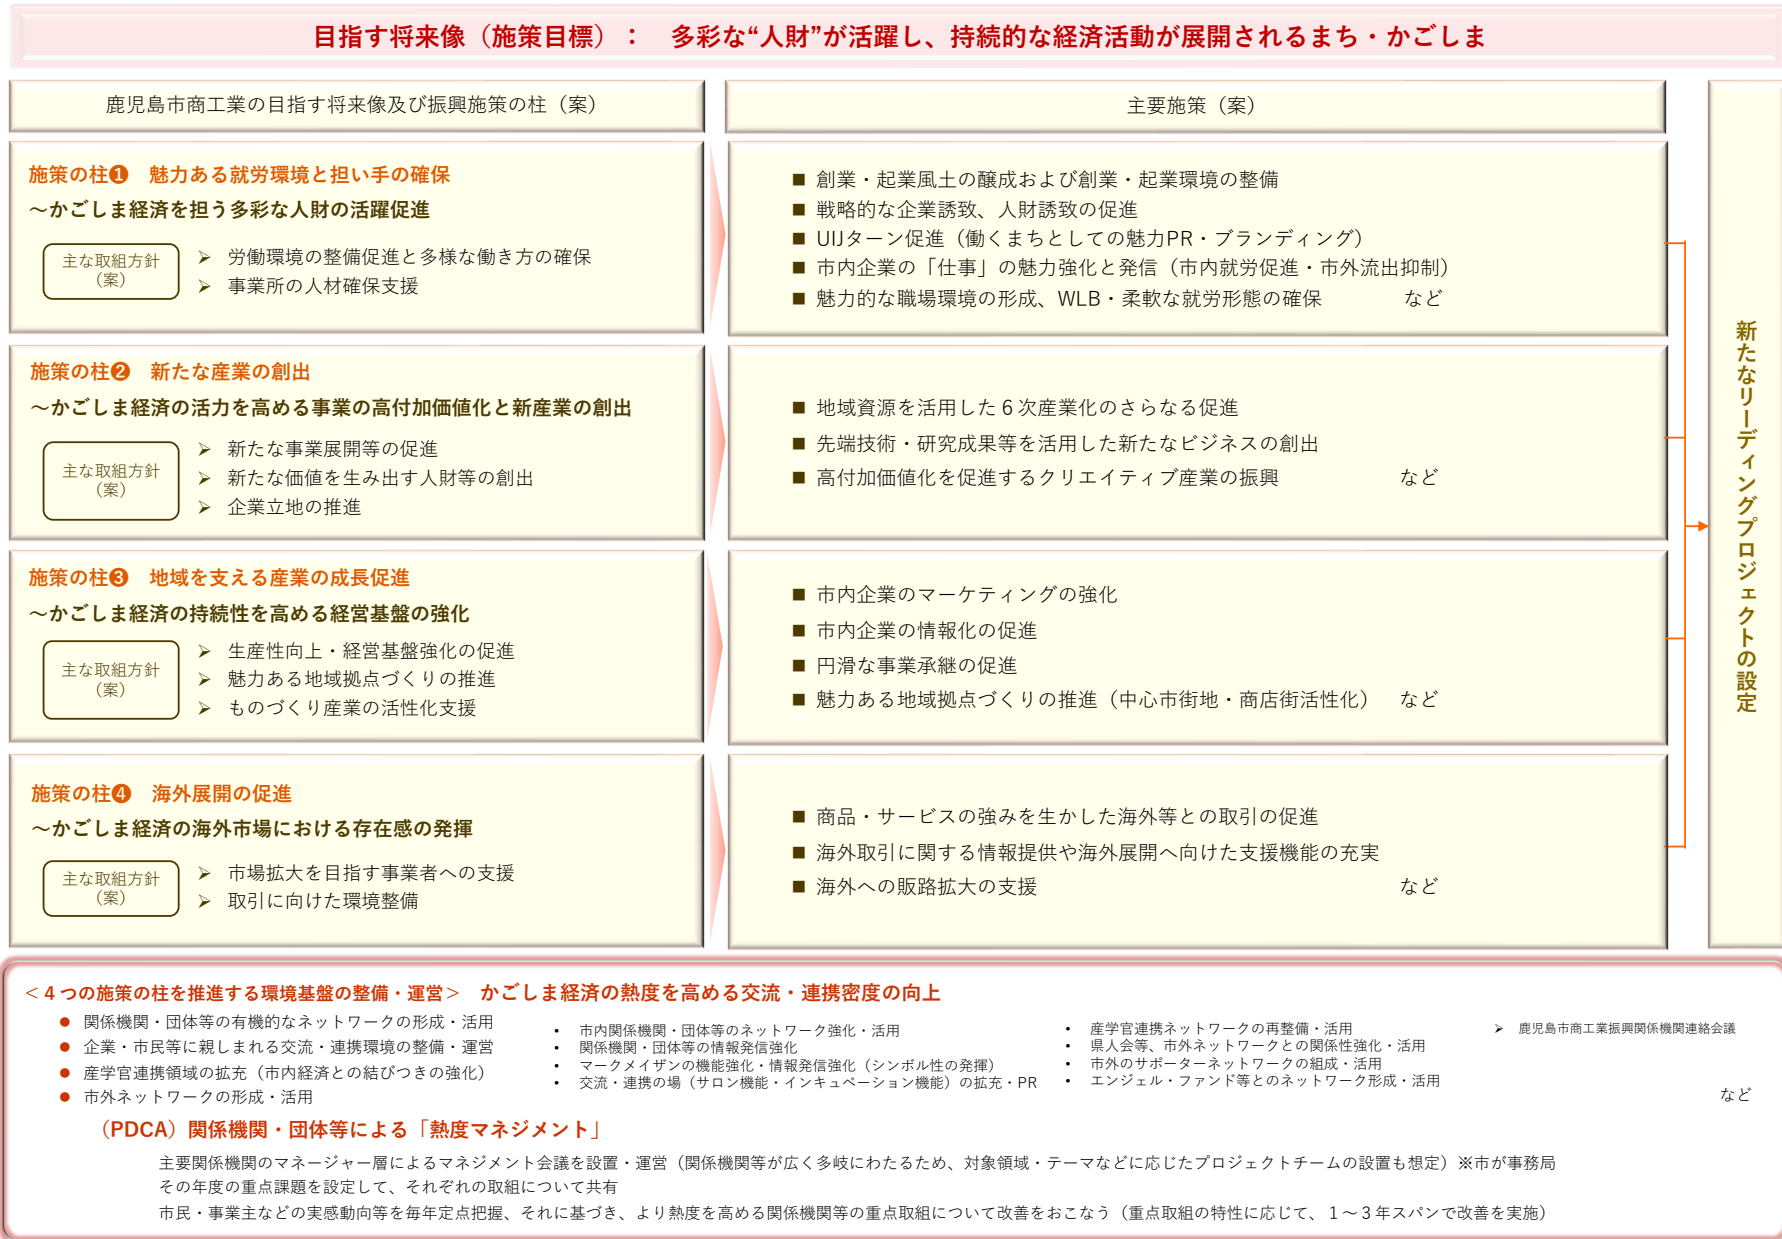 目指す将来像（施策目標）：　多彩な“人財”が活躍し、持続的な経済活動が展開されるまち・かごしま
鹿児島市商工業の目指す将来像及び振興施策の柱（案）
主要施策（案）
施策の柱❶　魅力ある就労環境と担い手の確保
～かごしま経済を担う多彩な人財の活躍促進
主な取組方針
（案）
➢ 労働環境の整備促進と多様な働き方の確保
➢ 事業所の人材確保支援
■ 創業・起業風土の醸成および創業・起業環境の整備
■ 戦略的な企業誘致、人財誘致の促進
■ UIJターン促進（働くまちとしての魅力PR・ブランディング）
■ 市内企業の「仕事」の魅力強化と発信（市内就労促進・市外流出抑制）
■ 魅力的な職場環境の形成、WLB・柔軟な就労形態の確保　　　　など
施策の柱❷　新たな産業の創出
～かごしま経済の活力を高める事業の高付加価値化と新産業の創出
主な取組方針
（案）
➢ 新たな事業展開等の促進
➢ 新たな価値を生み出す人財等の創出
➢ 企業立地の推進
■ 地域資源を活用した６次産業化のさらなる促進
■ 先端技術・研究成果等を活用した新たなビジネスの創出
■ 高付加価値化を促進するクリエイティブ産業の振興　　　　　　など
施策の柱❸　地域を支える産業の成長促進
～かごしま経済の持続性を高める経営基盤の強化
主な取組方針
（案）
➢ 生産性向上・経営基盤強化の促進
➢ 魅力ある地域拠点づくりの推進
➢ ものづくり産業の活性化支援
■ 市内企業のマーケティングの強化
■ 市内企業の情報化の促進
■ 円滑な事業承継の促進
■ 魅力ある地域拠点づくりの推進（中心市街地・商店街活性化）　など
施策の柱❹　海外展開の促進
～かごしま経済の海外市場における存在感の発揮
主な取組方針
（案）
➢ 市場拡大を目指す事業者への支援
➢ 取引に向けた環境整備
■ 商品・サービスの強みを生かした海外等との取引の促進
■ 海外取引に関する情報提供や海外展開へ向けた支援機能の充実
■ 海外への販路拡大の支援　　　　　　　　　　　　　　　　　　など
新たなリーディングプロジェクトの設定
＜４つの施策の柱を推進する環境基盤の整備・運営＞　かごしま経済の熱度を高める交流・連携密度の向上
● 関係機関・団体等の有機的なネットワークの形成・活用
● 企業・市民等に親しまれる交流・連携環境の整備・運営
● 産学官連携領域の拡充（市内経済との結びつきの強化）
● 市外ネットワークの形成・活用
• 市内関係機関・団体等のネットワーク強化・活用
• 関係機関・団体等の情報発信強化
• マークメイザンの機能強化・情報発信強化（シンボル性の発揮）
• 交流・連携の場（サロン機能・インキュベーション機能）の拡充・PR
• 産学官連携ネットワークの再整備・活用
• 県人会等、市外ネットワークとの関係性強化・活用
• 市外のサポーターネットワークの組成・活用
• エンジェル・ファンド等とのネットワーク形成・活用
➢ 鹿児島市商工業振興関係機関連絡会議
など
（PDCA）関係機関・団体等による「熱度マネジメント」
主要関係機関のマネージャー層によるマネジメント会議を設置・運営（関係機関等が広く多岐にわたるため、対象領域・テーマなどに応じたプロジェクトチームの設置も想定）※市が事務局
その年度の重点課題を設定して、それぞれの取組について共有
市民・事業主などの実感動向等を毎年定点把握、それに基づき、より熱度を高める関係機関等の重点取組について改善をおこなう（重点取組の特性に応じて、１～３年スパンで改善を実施）